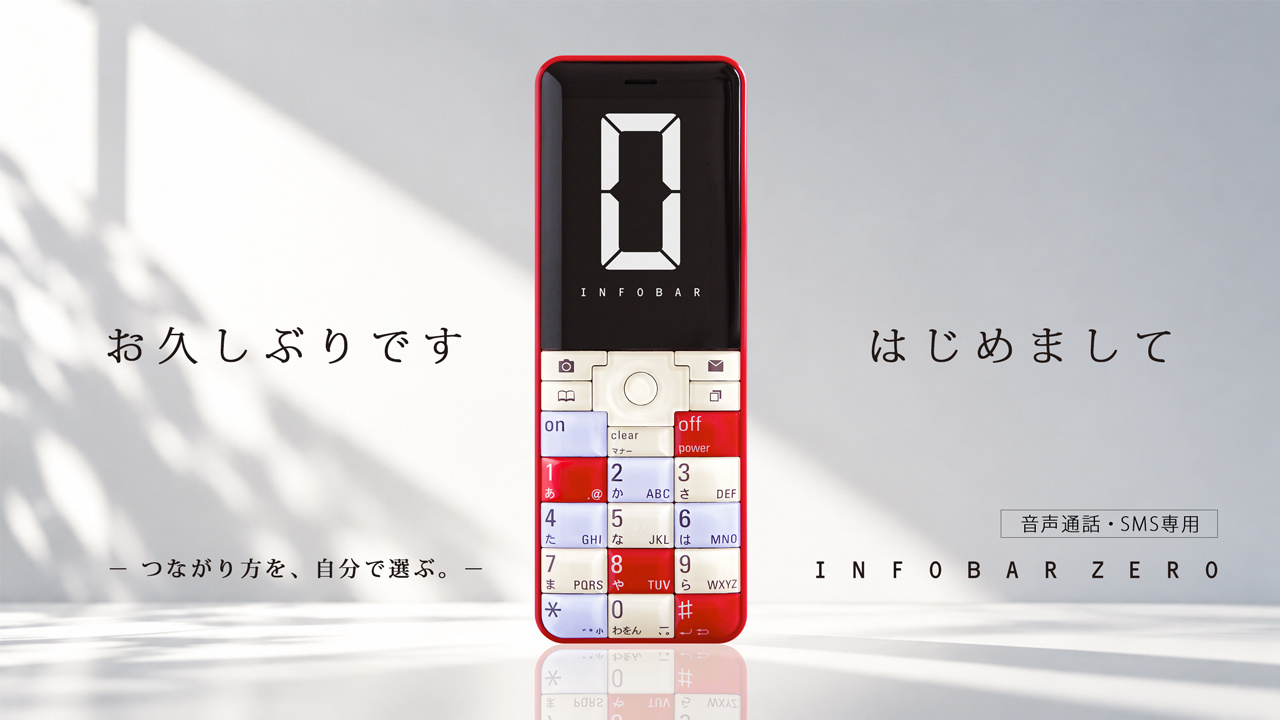 0
INFOBAR
お久しぶりです
はじめまして
on
clear
マナー
off
power
1
あ .@
2
か ABC
3
さ DEF
4
た GHI
5
な JKL
6
は MNO
7
ま PQRS
8
や TUV
9
ら WXYZ
*
゛゜小
0
わをん 、。
#
― つながり方を、自分で選ぶ。―
音声通話・SMS専用
INFOBAR ZERO